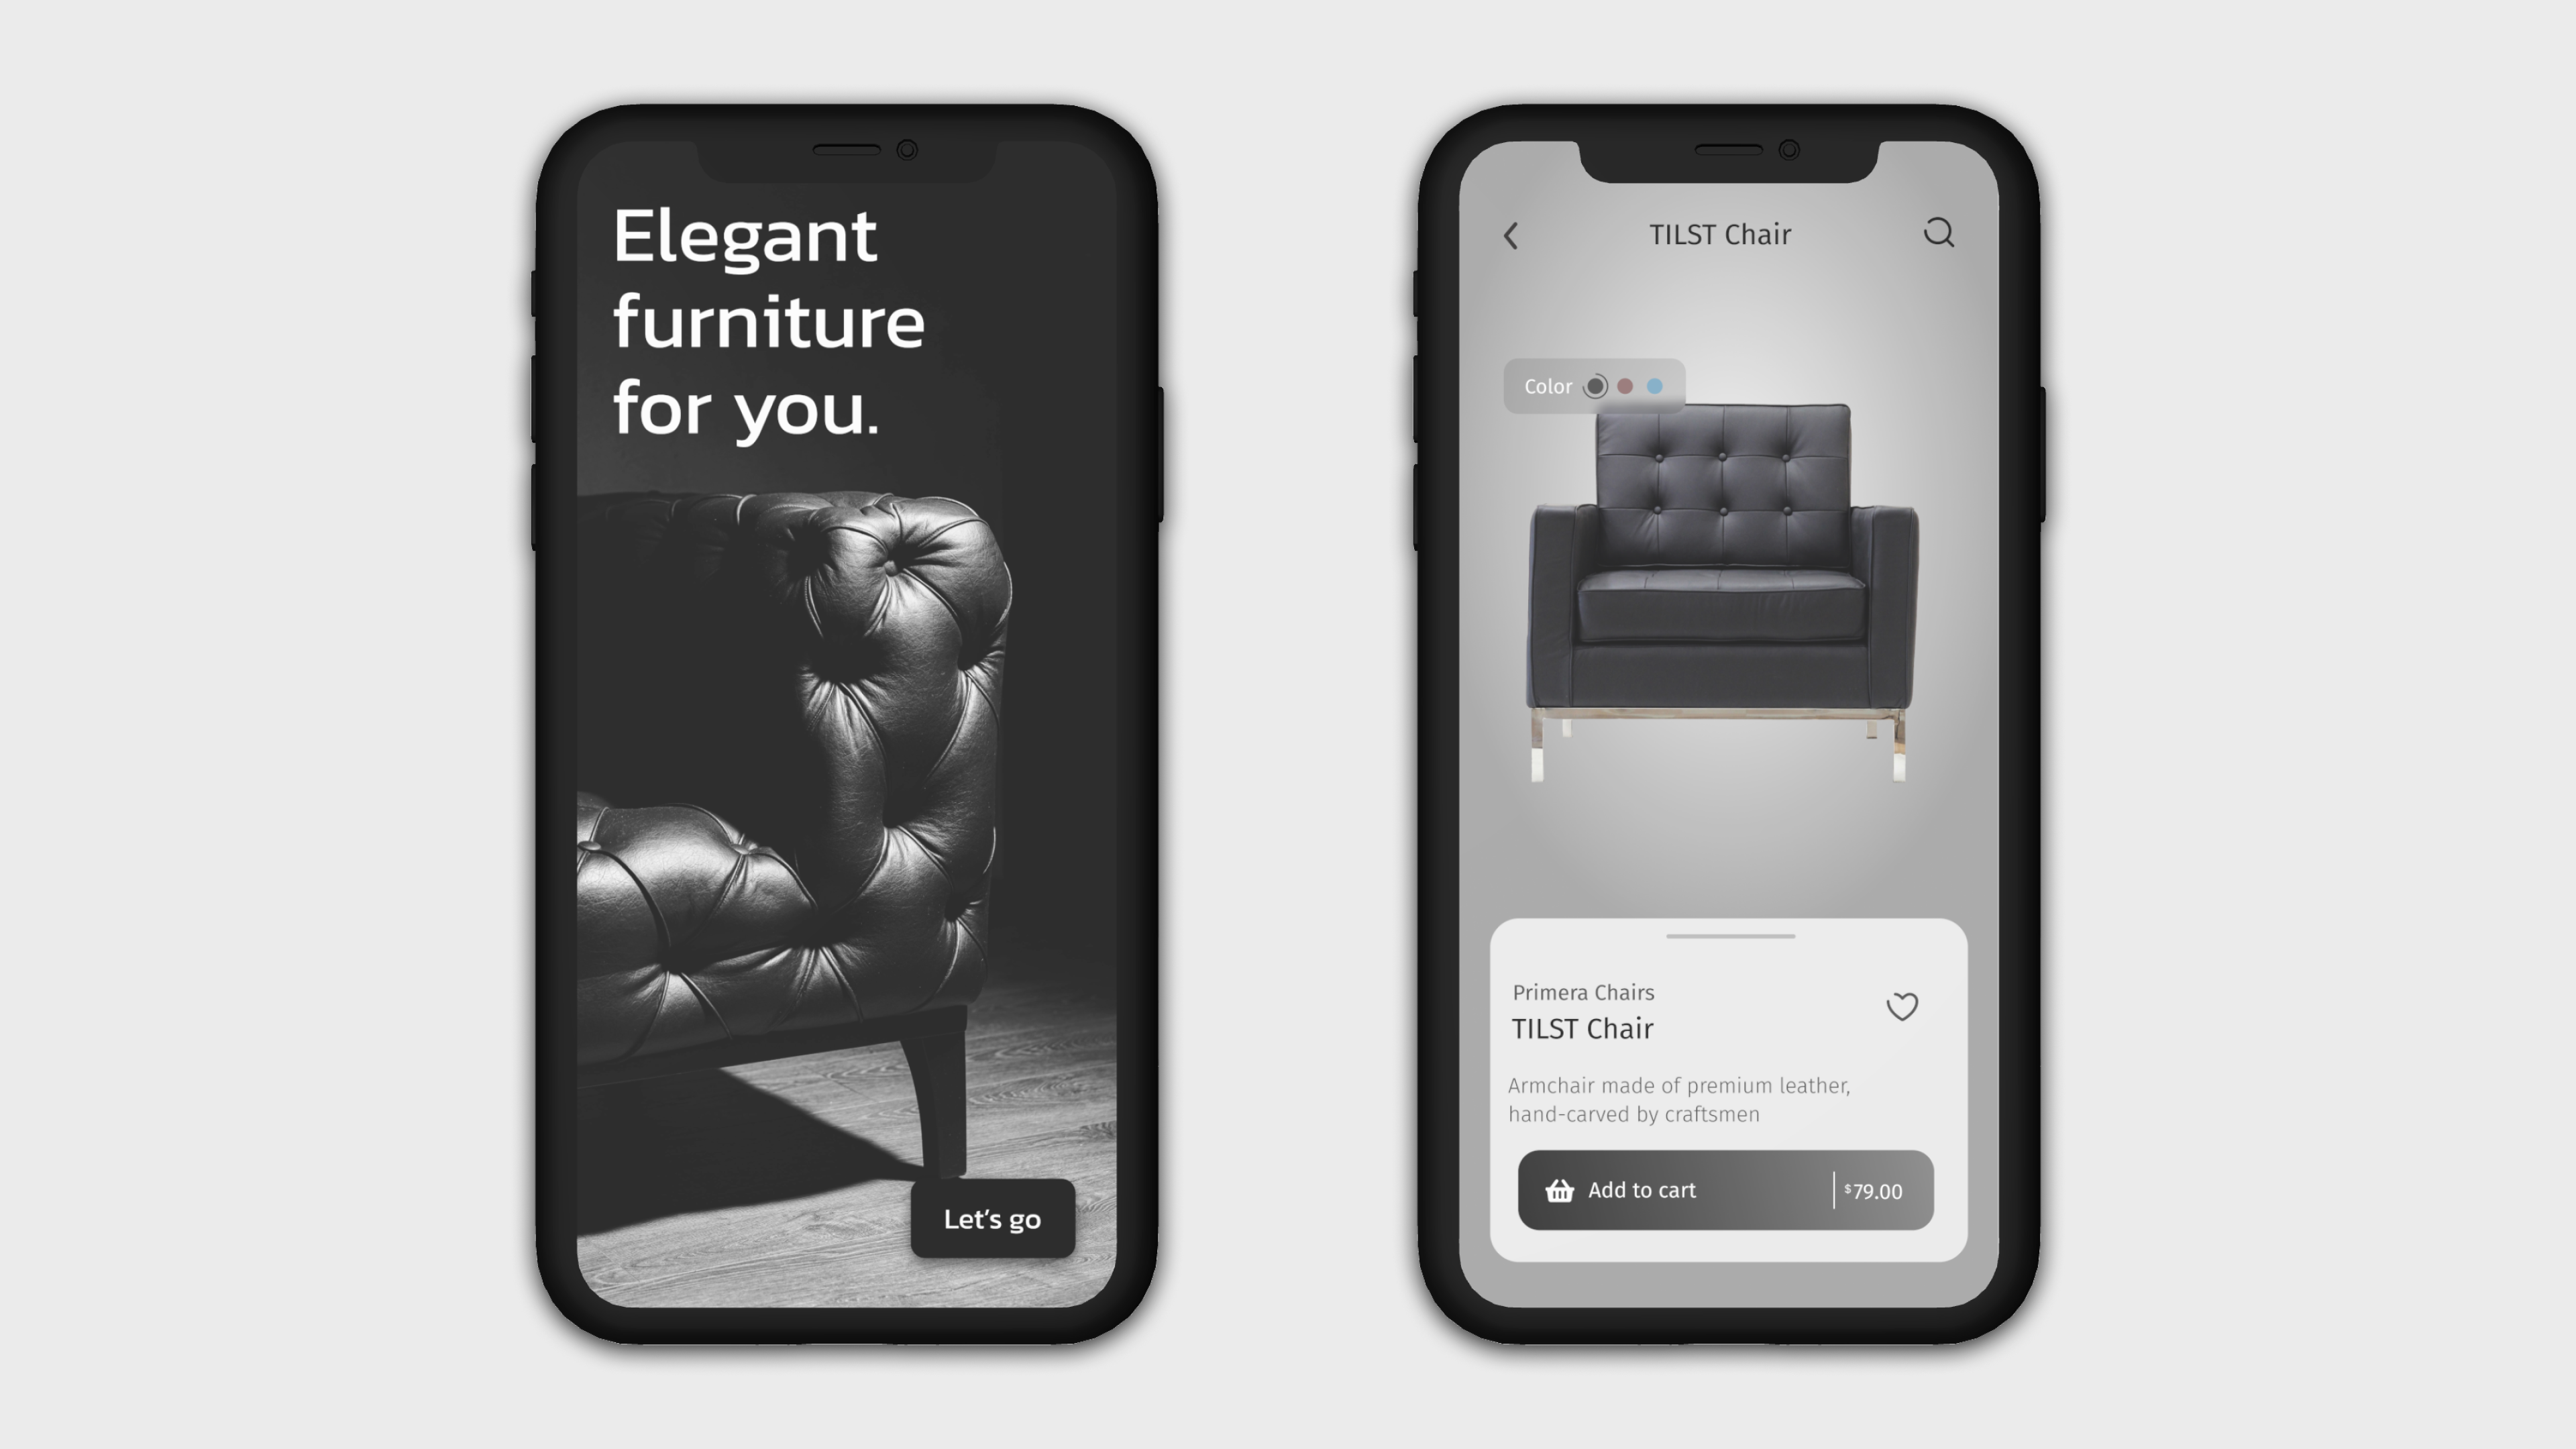 Elegant
furniture
for you.
Let's go
TILST Chair
Color
Primera Chairs
TILST Chair
Armchair made of premium leather,
hand-carved by craftsmen
Add to cart
$79.00